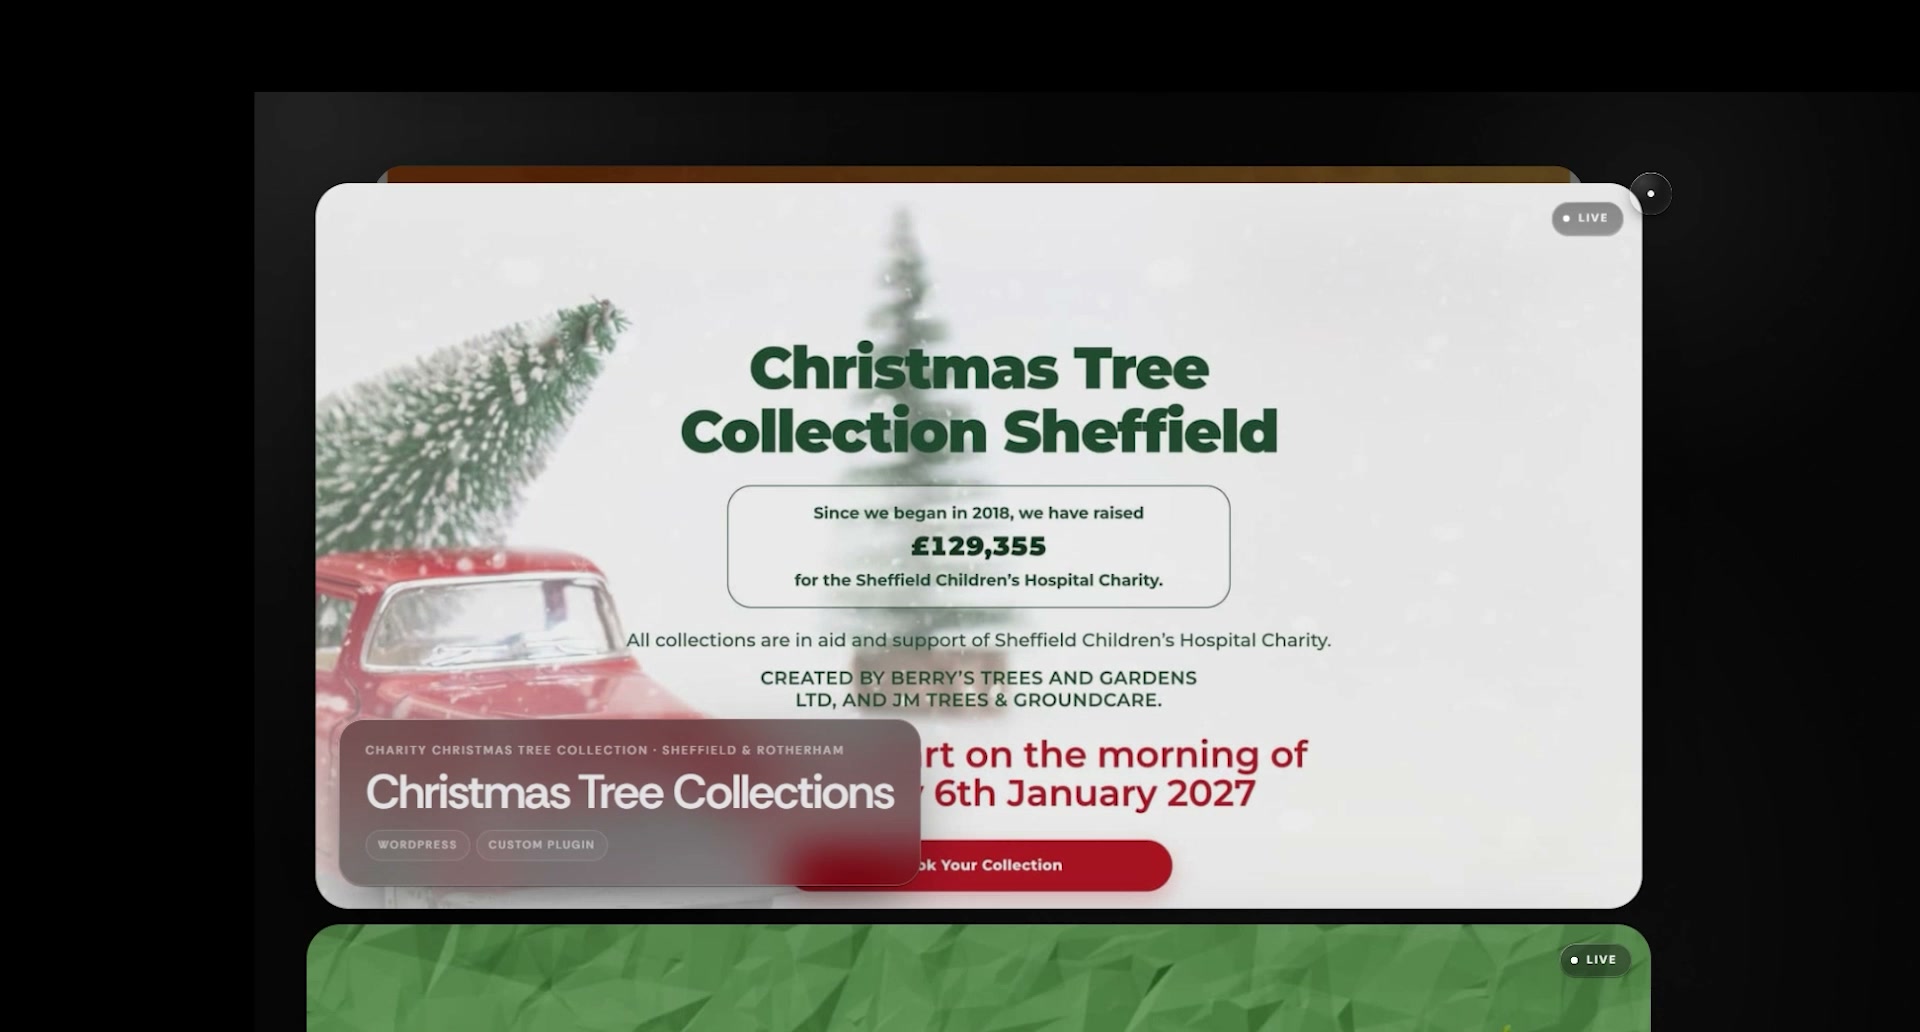 LIVE
Christmas Tree
Collection Sheffield
Since we began in 2018, we have raised
£129,355
for the Sheffield Children's Hospital Charity.
All collections are in aid and support of Sheffield Children's Hospital Charity.
CREATED BY BERRY'S TREES AND GARDENS
LTD, AND JM TREES & GROUNDCARE.
on the morning of
6th January 2027
CHARITY CHRISTMAS TREE COLLECTION · SHEFFIELD & ROTHERHAM
Christmas Tree Collections
WORDPRESS
CUSTOM PLUGIN
Your Collection
LIVE